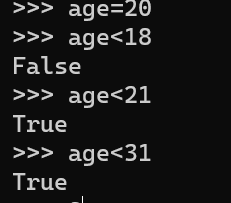 >>> age=20
>>> age<18
False
>>> age<21
True
>>> age<31
True